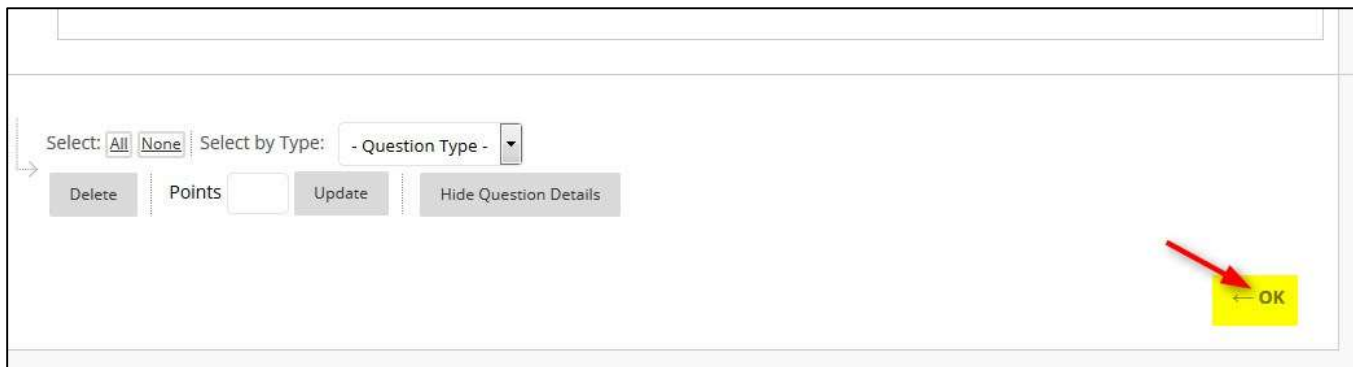 Select: All None Select by Type: - Question Type -
Delete Points Update Hide Question Details
← OK